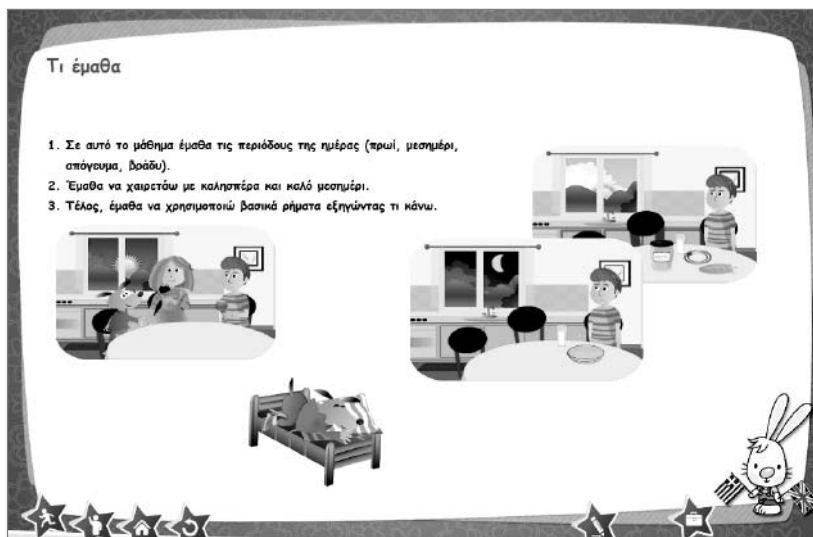 Τι έμαθα
1. Σε αυτό το μάθημα έμαθα τις περιόδους της ημέρας (πρωί, μεσημέρι,
απόγευμα, βράδυ).
2. Έμαθα να χαιρετάω με καλησπέρα και καλό μεσημέρι.
3. Τέλος, έμαθα να χρησιμοποιώ βασικά ρήματα εξηγώντας τι κάνω.